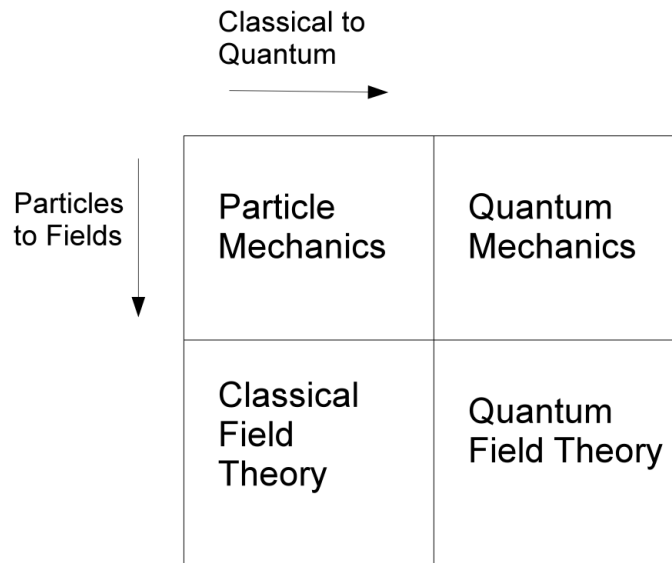 Classical to
Quantum
Particles
to Fields
Particle
Mechanics
Quantum
Mechanics
Classical
Field
Theory
Quantum
Field Theory